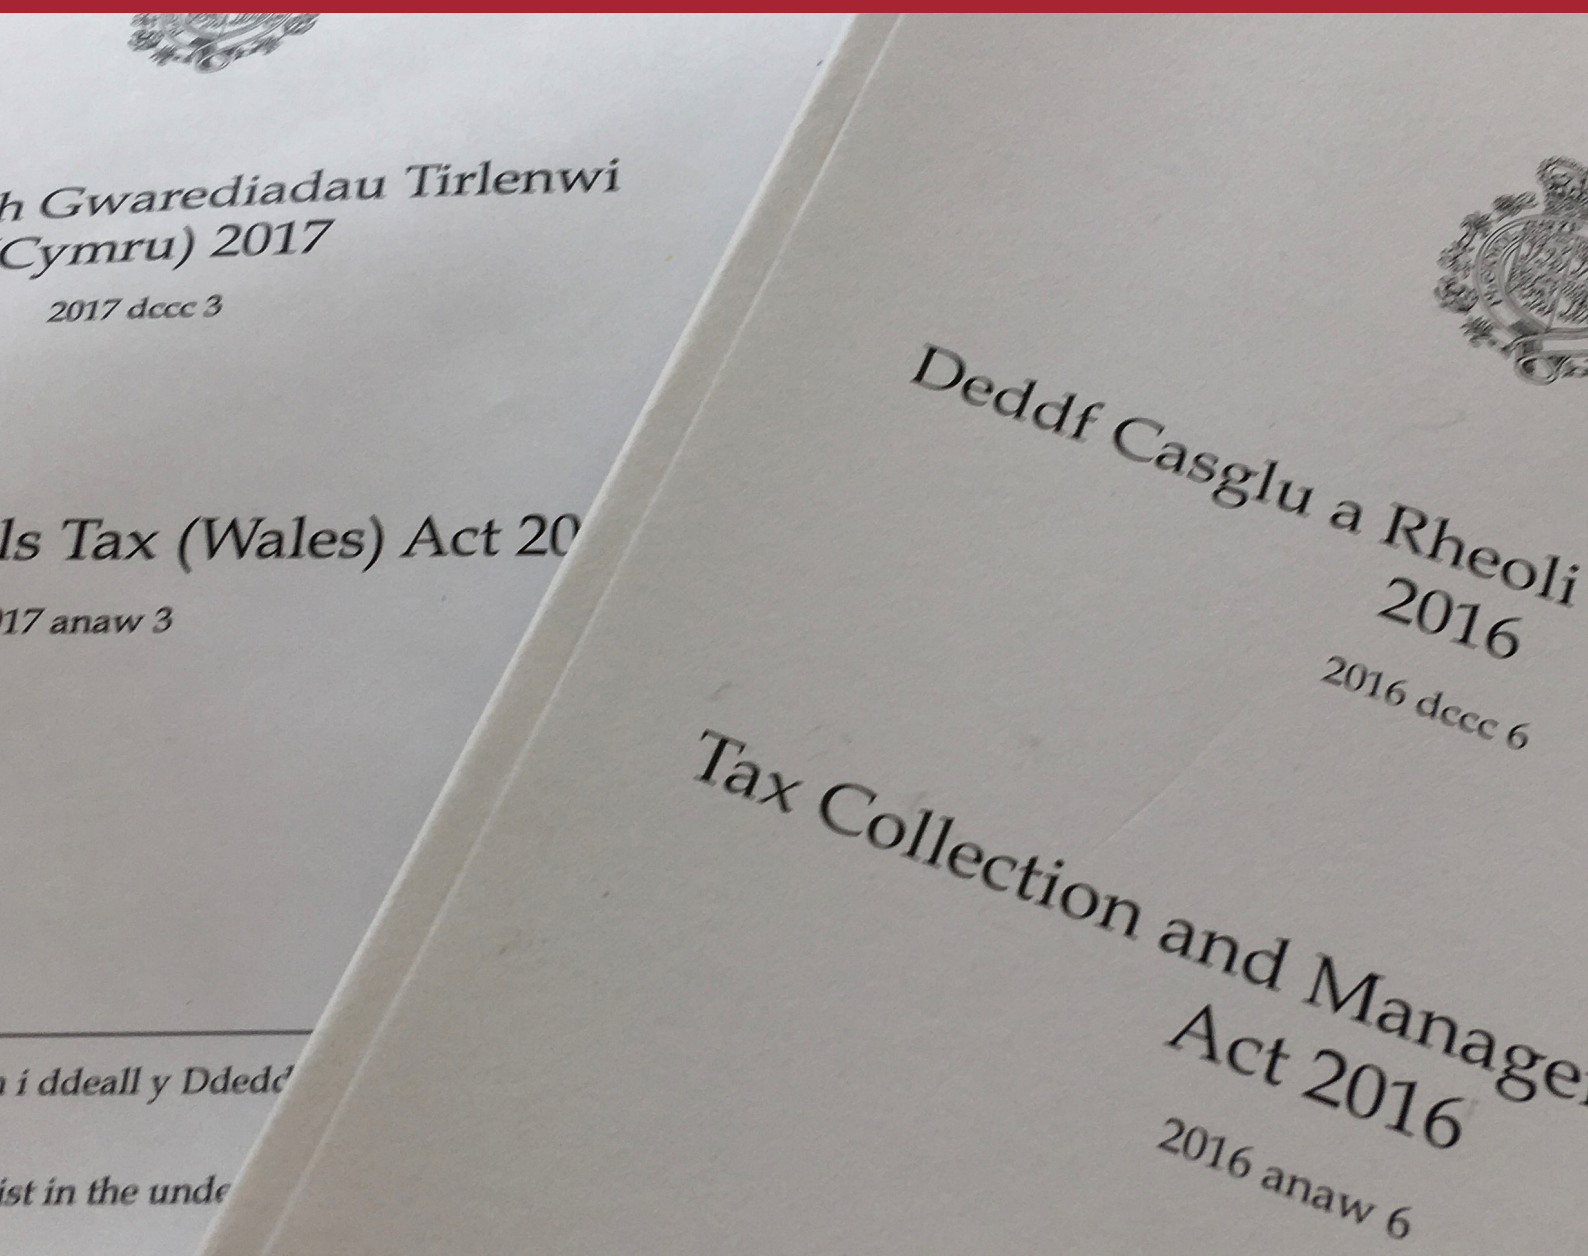 h Gwarediadau Tirlenwi
(Cymru) 2017
2017 dccc 3
ls Tax (Wales) Act 20
017 anaw 3
i ddeall y Ddedd
ist in the unde
Deddf Casglu a Rheoli
2016
2016 dccc 6
Tax Collection and Manage
Act 2016
2016 anaw 6